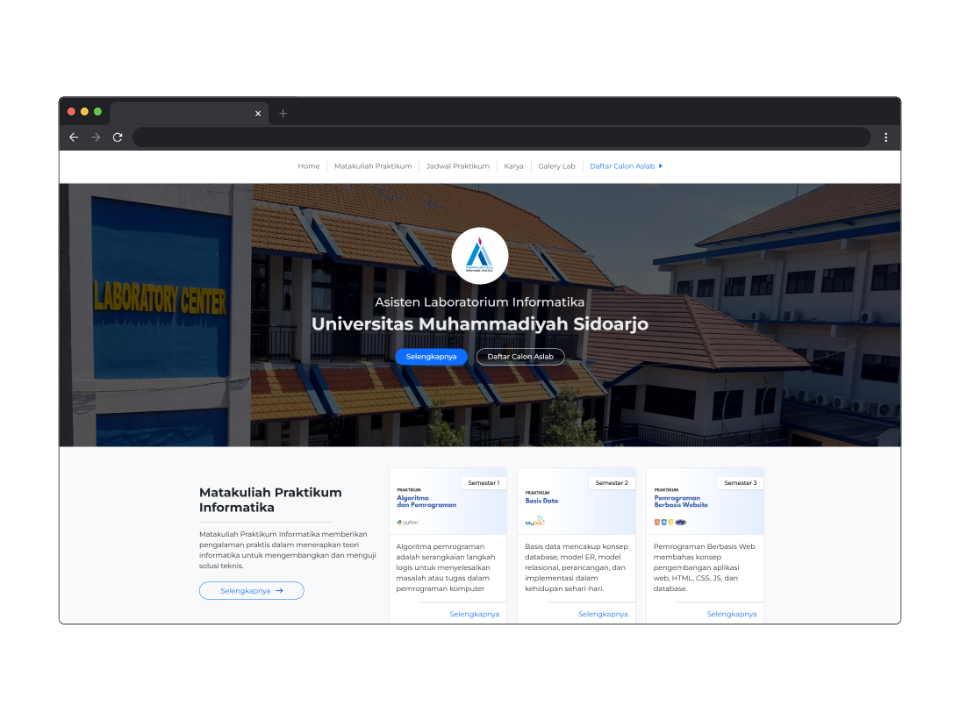 Home
Matakuliah Praktikum
Jadwal Praktikum
Karya
Galery Lab
Daftar Calon Aslab
LABORATORY CENTER
Asisten Laboratorium Informatika
Universitas Muhammadiyah Sidoarjo
Selengkapnya
Daftar Calon Aslab
Matakuliah Praktikum
Informatika
Matakuliah Praktikum Informatika memberikan
pengalaman praktis dalam menerapkan teori
informatika untuk mengembangkan dan menguji
solusi teknis.
Selengkapnya →
Semester 1
PRAKTIKUM
Algoritma
dan Pemrograman
python
Algoritma pemrograman
adalah serangkaian langkah
logis untuk menyelesaikan
masalah atau tugas dalam
pemrograman komputer
Selengkapnya
Semester 2
PRAKTIKUM
Basis Data
MySQL
Basis data mencakup konsep
database, model ER, model
relasional, perancangan, dan
implementasi dalam
kehidupan sehari-hari.
Selengkapnya
Semester 3
PRAKTIKUM
Pemrograman
Berbasis Website
Pemrograman Berbasis Web
membahas konsep
pengembangan aplikasi
web, HTML, CSS, JS, dan
database.
Selengkapnya